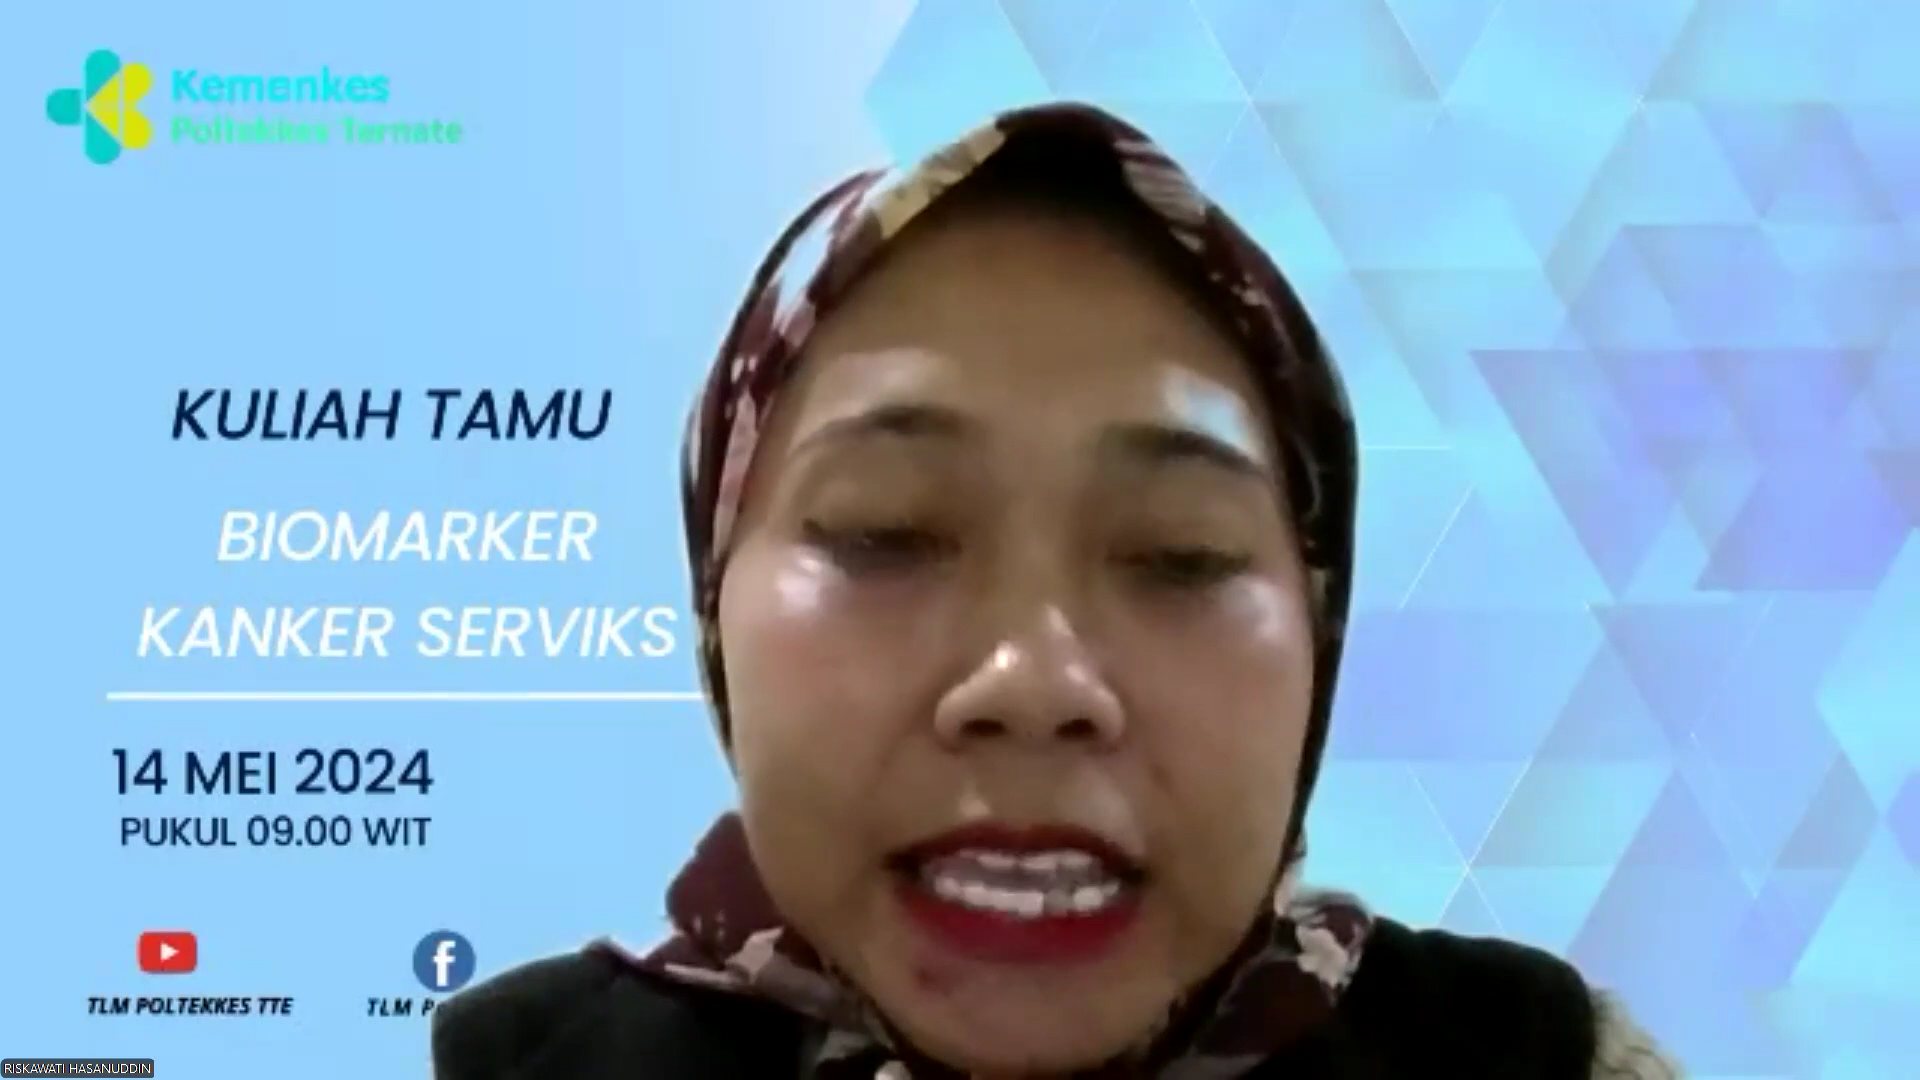 Kemenkes
Poltekkes Ternate
KULIAH TAMU
BIOMARKER
KANKER SERVIKS
14 MEI 2024
PUKUL 09.00 WIT
TLM POLTEKKES TTE
TLM
RISKAWATI HASANUDDIN